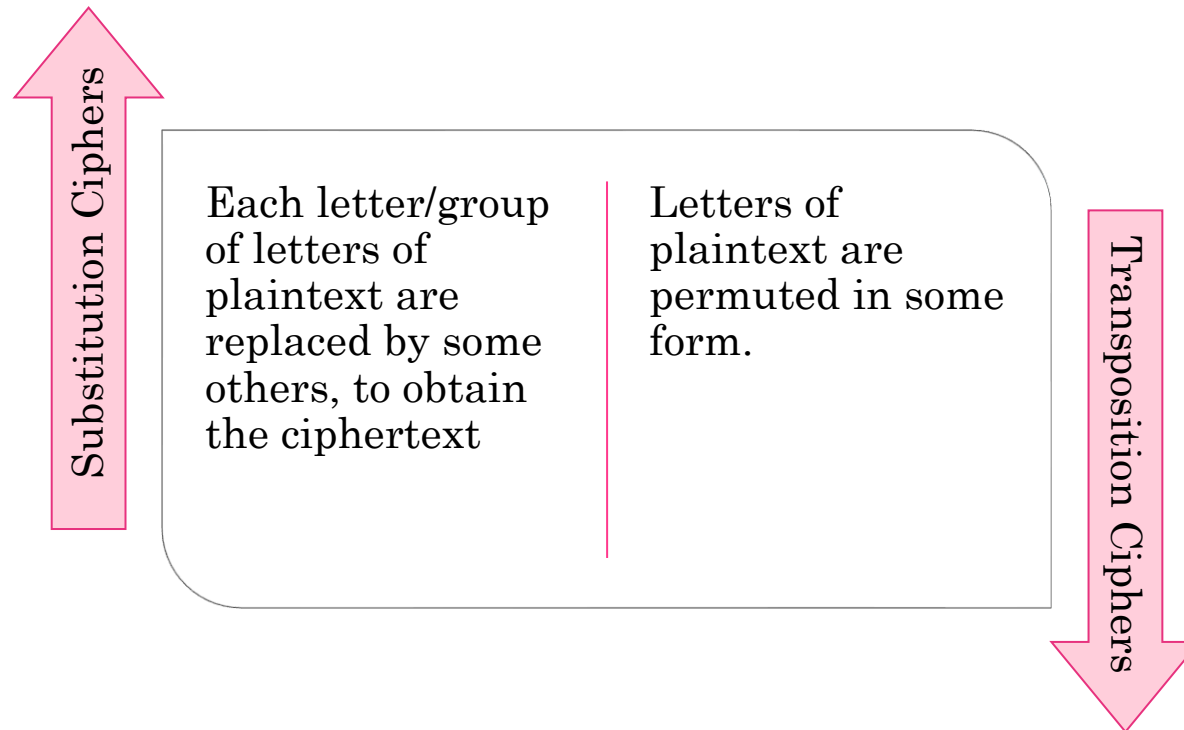 Substitution Ciphers
Each letter/group
of letters of
plaintext are
replaced by some
others, to obtain
the ciphertext
Letters of
plaintext are
permuted in some
form.
Transposition Ciphers